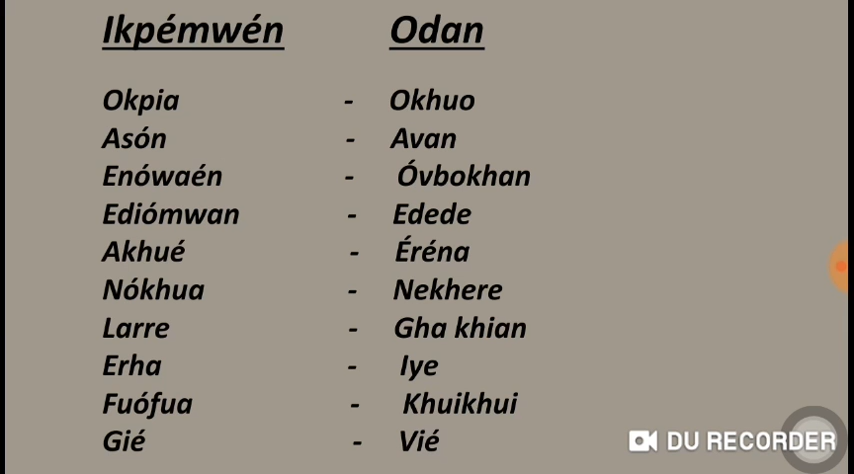 Ikpémwén Odan
Okpia - Okhuo
Asón - Avan
Enówaén - Óvbokhan
Ediómwan - Edede
Akhué - Éréna
Nókhua - Nekhere
Larre - Gha khian
Erha - Iye
Fuófua - Khuikhui
Gié - Vié
DU RECORDER